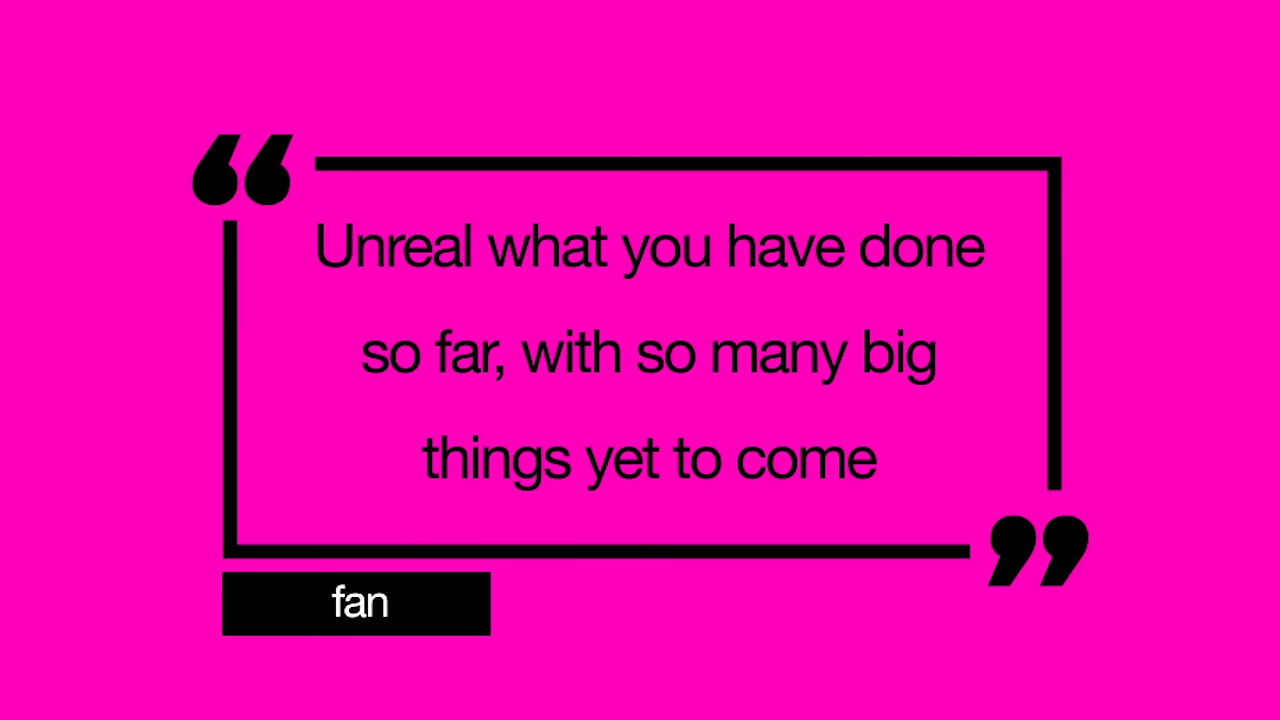 “
Unreal what you have done
so far, with so many big
things yet to come
”
fan